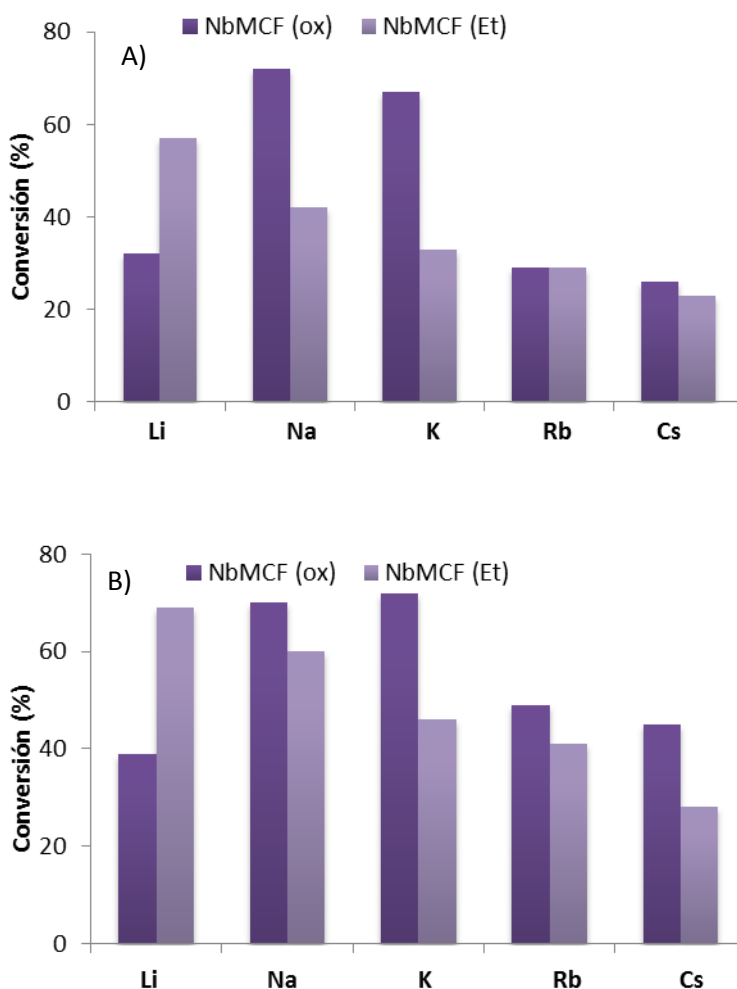 NbMCF (ox) NbMCF (Et)
A)
80
60
40
20
0
Conversión (%)
Li Na K Rb Cs
NbMCF (ox) NbMCF (Et)
B)
80
60
40
20
0
Conversión (%)
Li Na K Rb Cs